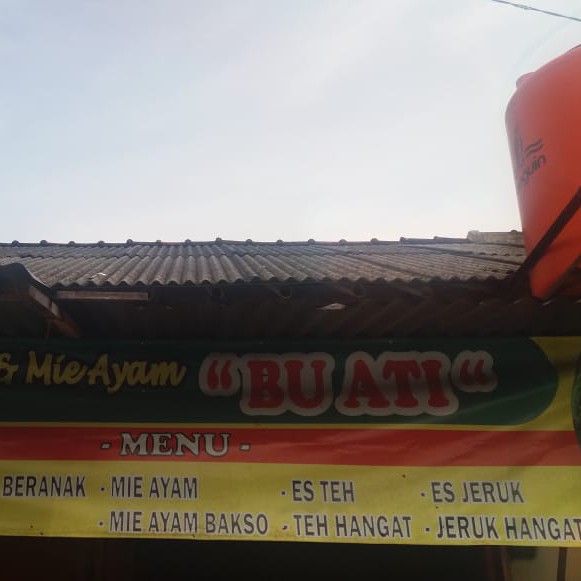 & Mie Ayam "BU ATI"
- MENU -
BERANAK - MIE AYAM - ES TEH - ES JERUK
- MIE AYAM BAKSO - TEH HANGAT - JERUK HANGAT